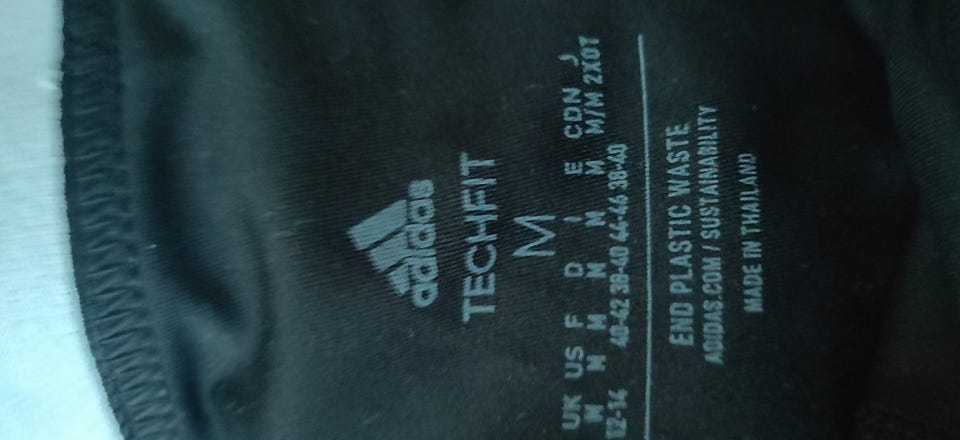 adidas
TECHFIT
M
UK US F D I E CDN J
M M M M M M/M 2XOT
12-14 40-42 38-40 44-46 38-40
END PLASTIC WASTE
ADIDAS.COM / SUSTAINABILITY
MADE IN THAILAND